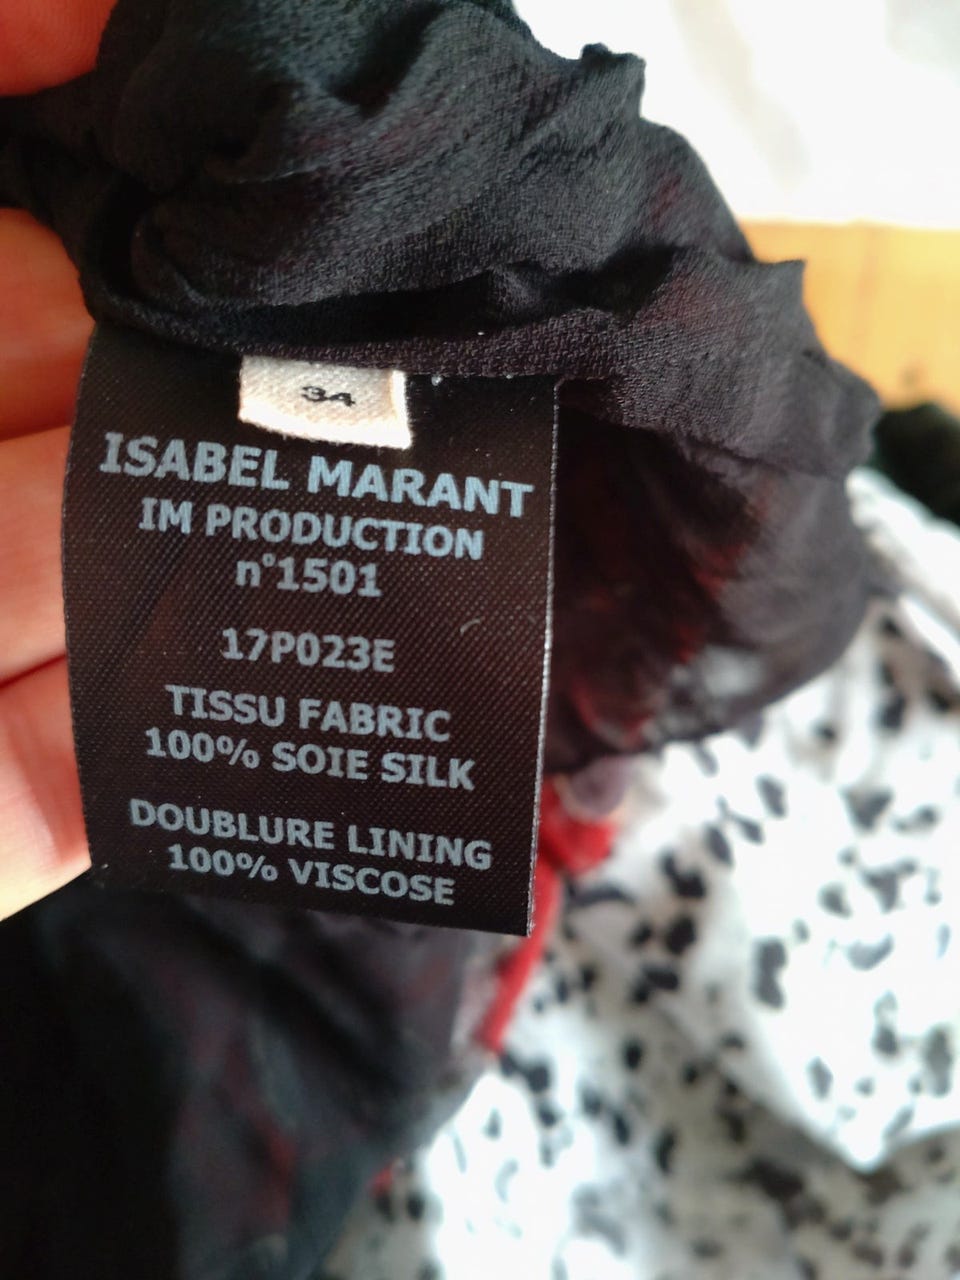 34
ISABEL MARANT
IM PRODUCTION
n°1501
17P023E
TISSU FABRIC
100% SOIE SILK
DOUBLURE LINING
100% VISCOSE